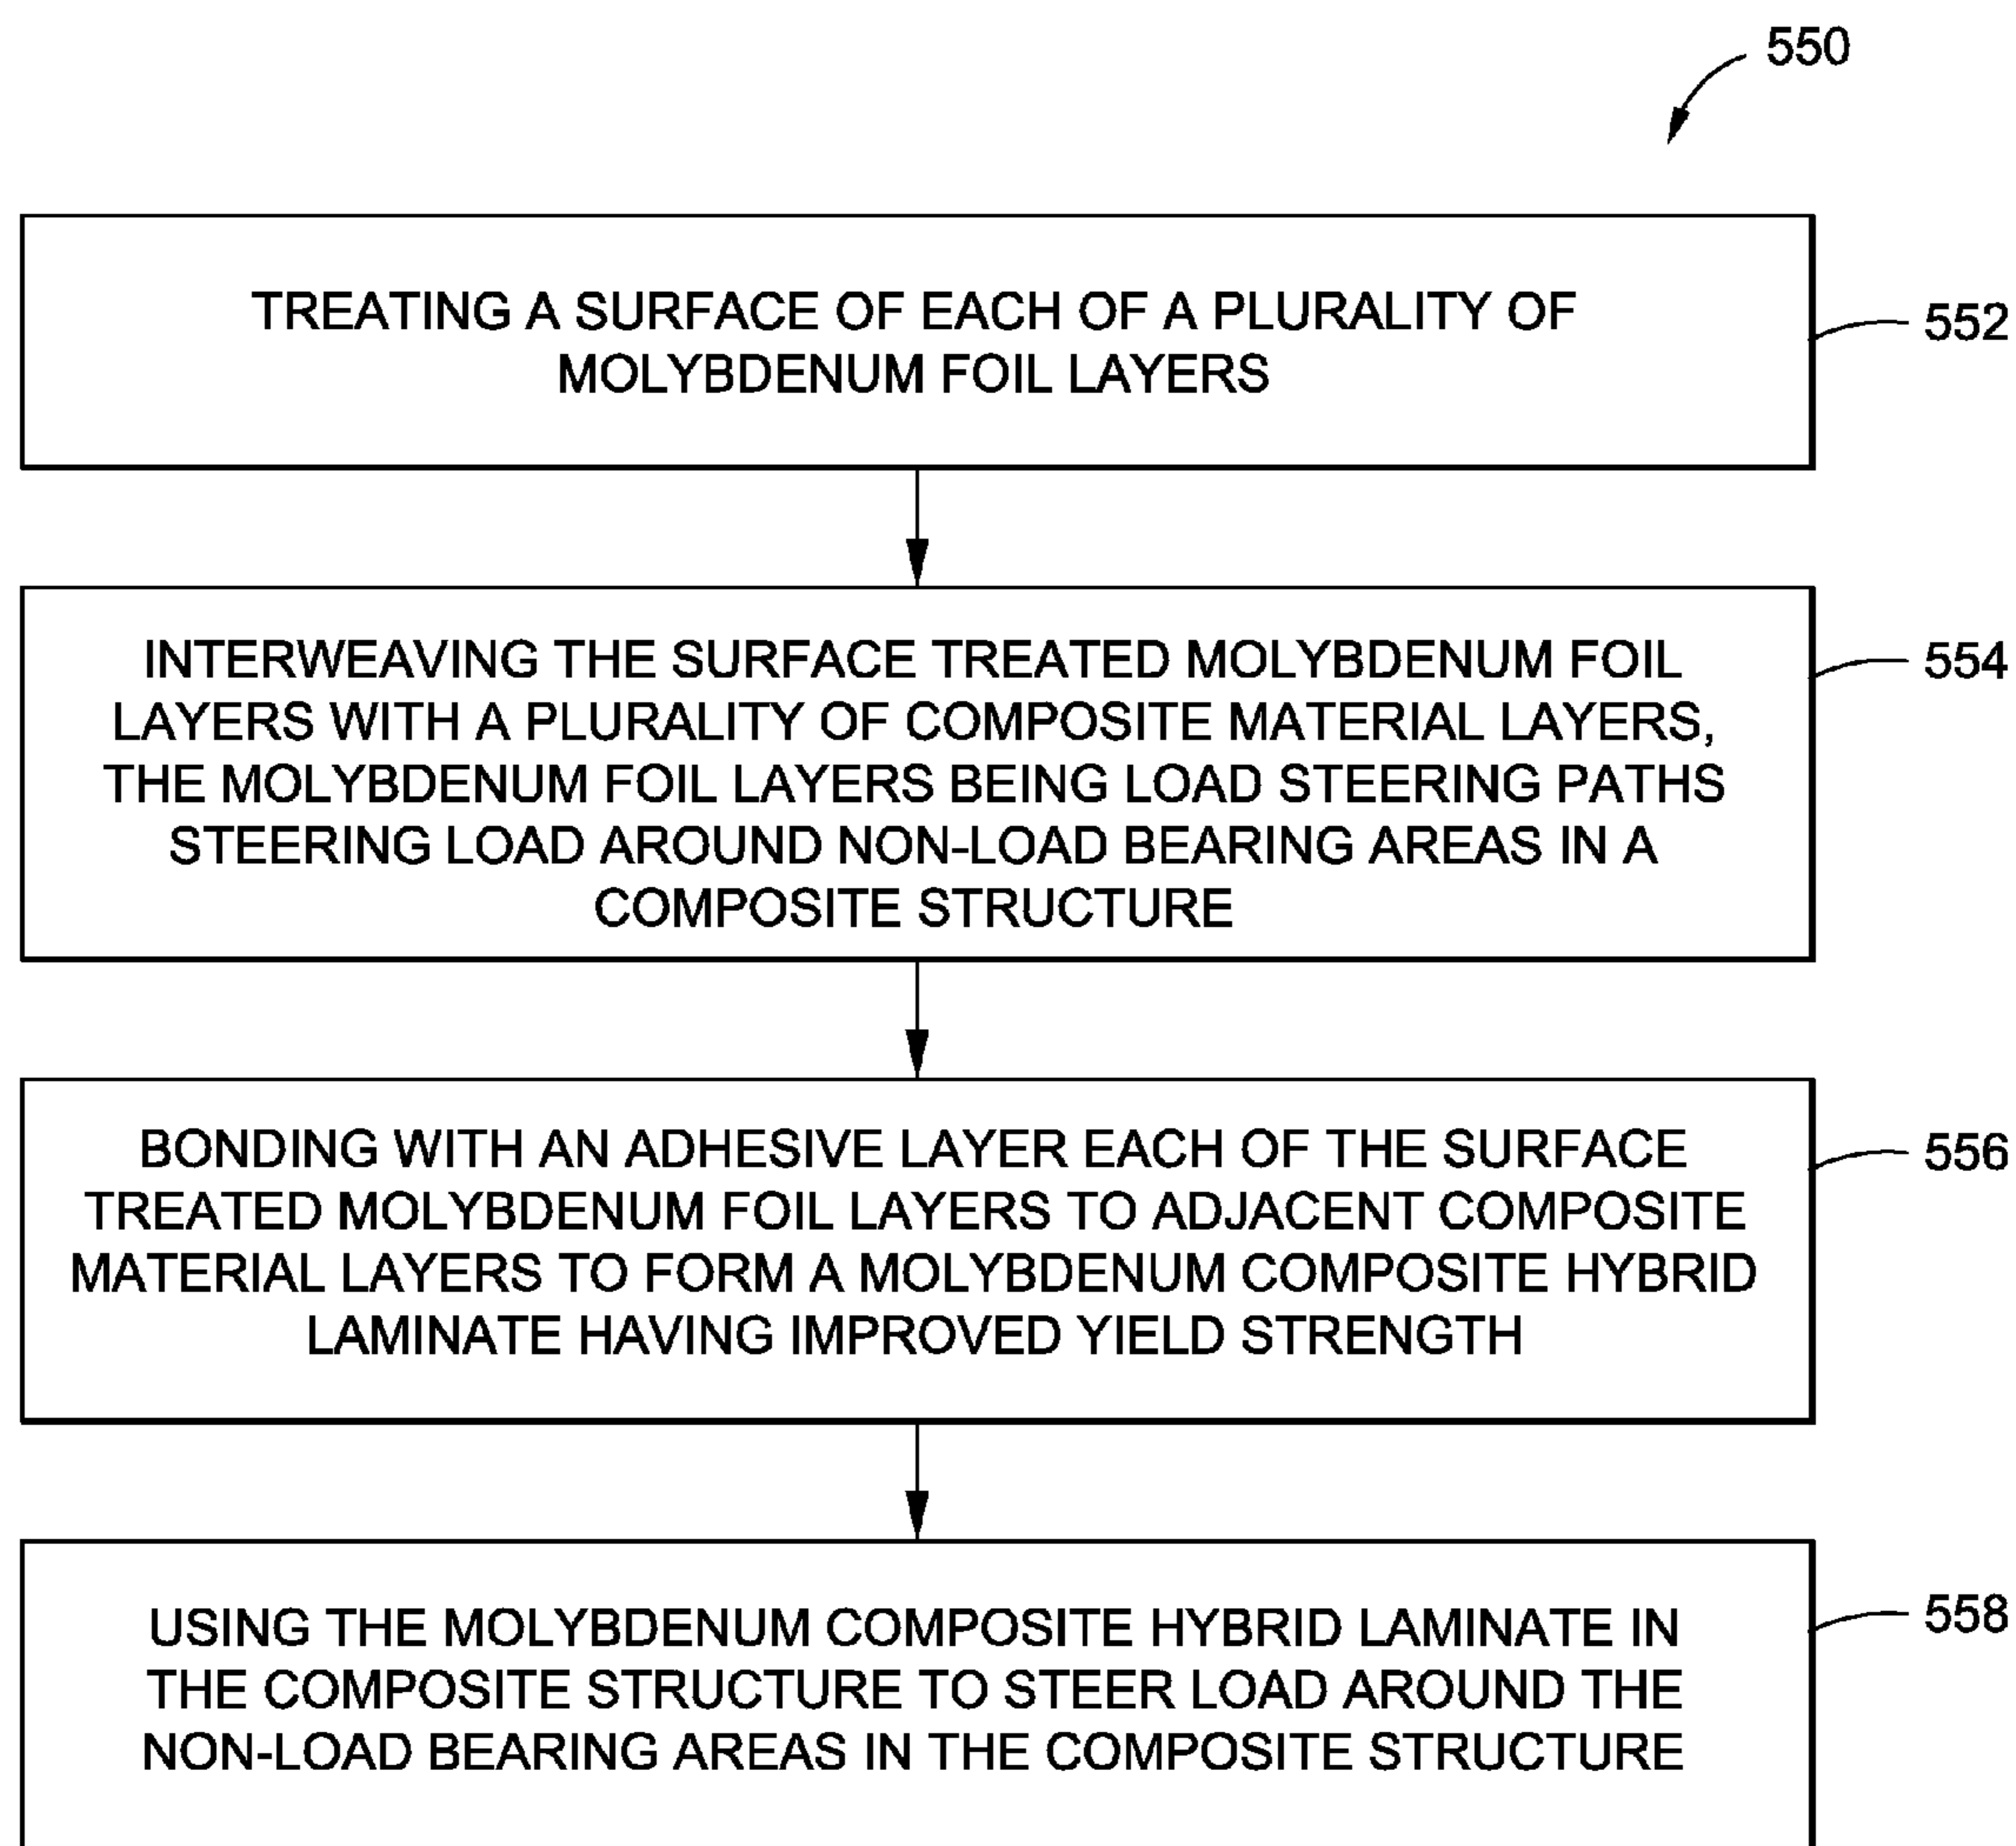 550
TREATING A SURFACE OF EACH OF A PLURALITY OF
MOLYBDENUM FOIL LAYERS
552
INTERWEAVING THE SURFACE TREATED MOLYBDENUM FOIL
LAYERS WITH A PLURALITY OF COMPOSITE MATERIAL LAYERS,
THE MOLYBDENUM FOIL LAYERS BEING LOAD STEERING PATHS
STEERING LOAD AROUND NON-LOAD BEARING AREAS IN A
COMPOSITE STRUCTURE
554
BONDING WITH AN ADHESIVE LAYER EACH OF THE SURFACE
TREATED MOLYBDENUM FOIL LAYERS TO ADJACENT COMPOSITE
MATERIAL LAYERS TO FORM A MOLYBDENUM COMPOSITE HYBRID
LAMINATE HAVING IMPROVED YIELD STRENGTH
556
USING THE MOLYBDENUM COMPOSITE HYBRID LAMINATE IN
THE COMPOSITE STRUCTURE TO STEER LOAD AROUND THE
NON-LOAD BEARING AREAS IN THE COMPOSITE STRUCTURE
558